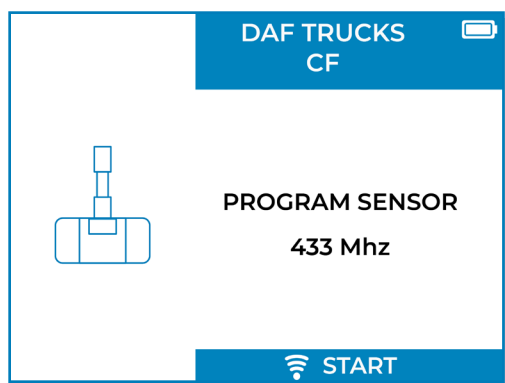 DAF TRUCKS
CF
PROGRAM SENSOR
433 Mhz
START